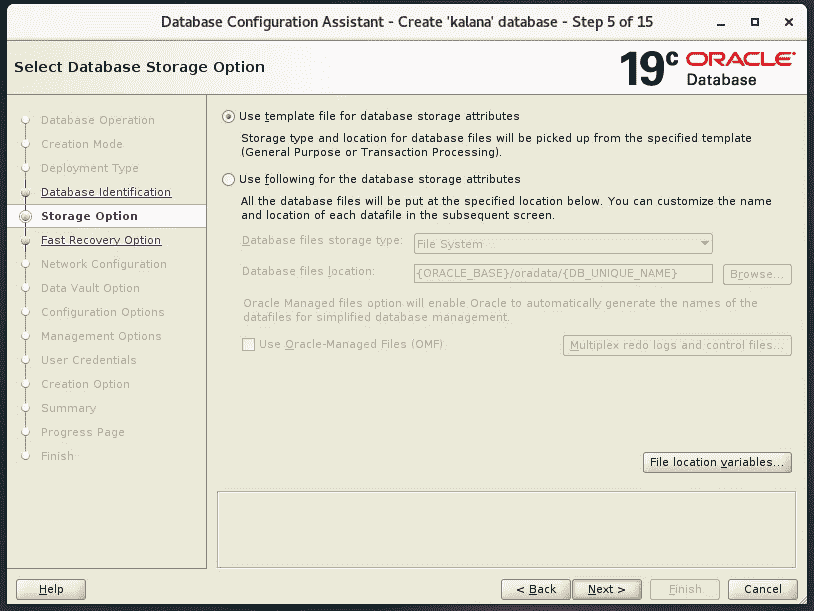 Database Configuration Assistant - Create 'kalana' database - Step 5 of 15
Select Database Storage Option
19c ORACLE
Database
Database Operation
Creation Mode
Deployment Type
Database Identification
Storage Option
Fast Recovery Option
Network Configuration
Data Vault Option
Configuration Options
Management Options
User Credentials
Creation Option
Summary
Progress Page
Finish
Use template file for database storage attributes
Storage type and location for database files will be picked up from the specified template
(General Purpose or Transaction Processing).
Use following for the database storage attributes
All the database files will be put at the specified location below. You can customize the name
and location of each datafile in the subsequent screen.
Database files storage type: File System
Database files location: {ORACLE_BASE}/oradata/{DB_UNIQUE_NAME} Browse...
Oracle Managed files option will enable Oracle to automatically generate the names of the
datafiles for simplified database management.
Use Oracle-Managed Files (OMF) Multiplex redo logs and control files...
File location variables...
Help < Back Next > Finish Cancel